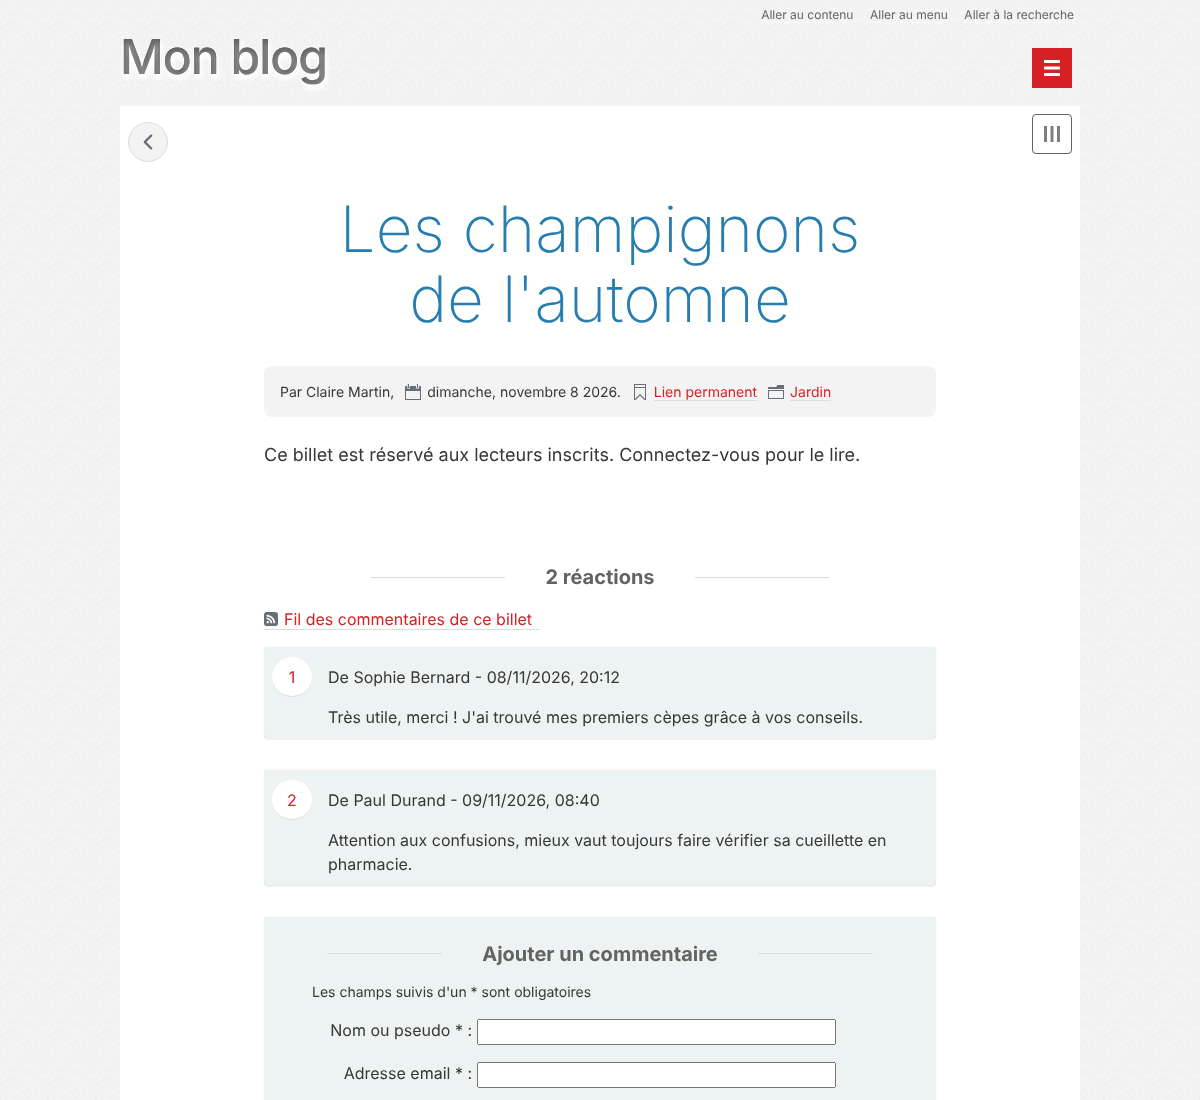 Aller au contenu Aller au menu Aller à la recherche
Mon blog
Les champignons
de l'automne
Par Claire Martin, dimanche, novembre 8 2026. Lien permanent Jardin
Ce billet est réservé aux lecteurs inscrits. Connectez-vous pour le lire.
2 réactions
Fil des commentaires de ce billet
1 De Sophie Bernard - 08/11/2026, 20:12
Très utile, merci ! J'ai trouvé mes premiers cèpes grâce à vos conseils.
2 De Paul Durand - 09/11/2026, 08:40
Attention aux confusions, mieux vaut toujours faire vérifier sa cueillette en
pharmacie.
Ajouter un commentaire
Les champs suivis d'un * sont obligatoires
Nom ou pseudo * :
Adresse email * :